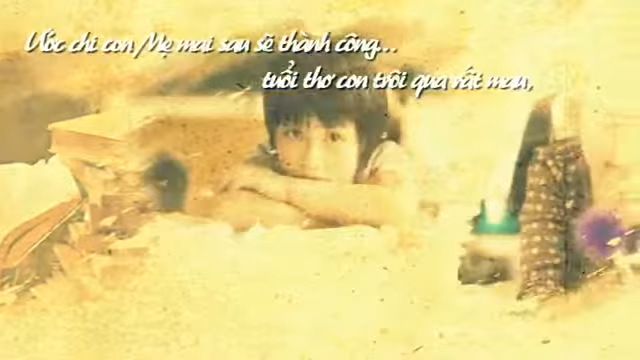 Ước chi con Mẹ mai sau sẽ thành công...
tuổi thơ con trôi qua rất mau,